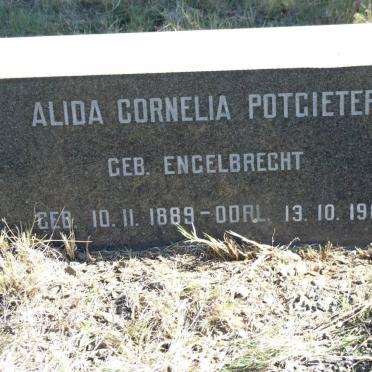 ALIDA CORNELIA POTGIETER
GEB. ENGELBRECHT
GEB. 10.11.1889 - OORL. 13.10.19